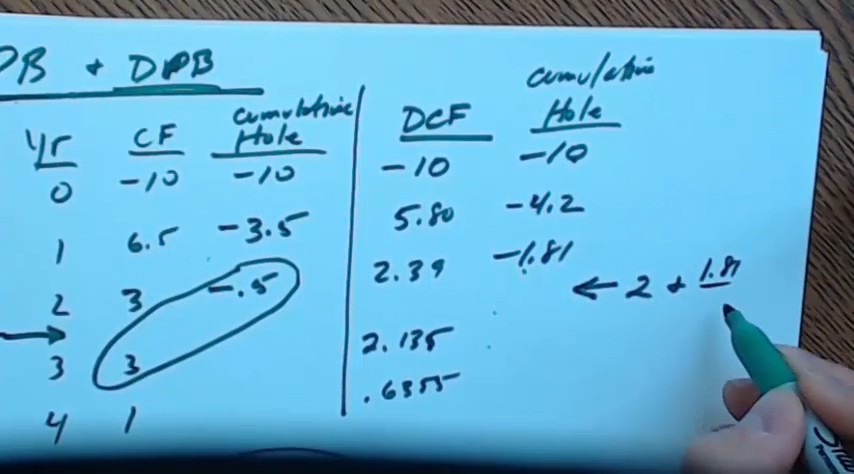 PB + DPB
Yr CF Cumulative Hole DCF Cumulative Hole
0 -10 -10 -10 -10
1 6.5 -3.5 5.80 -4.2
2 3 -.5 2.39 -1.81
← 2 + 1.81
3 3 2.135
4 1 .6355